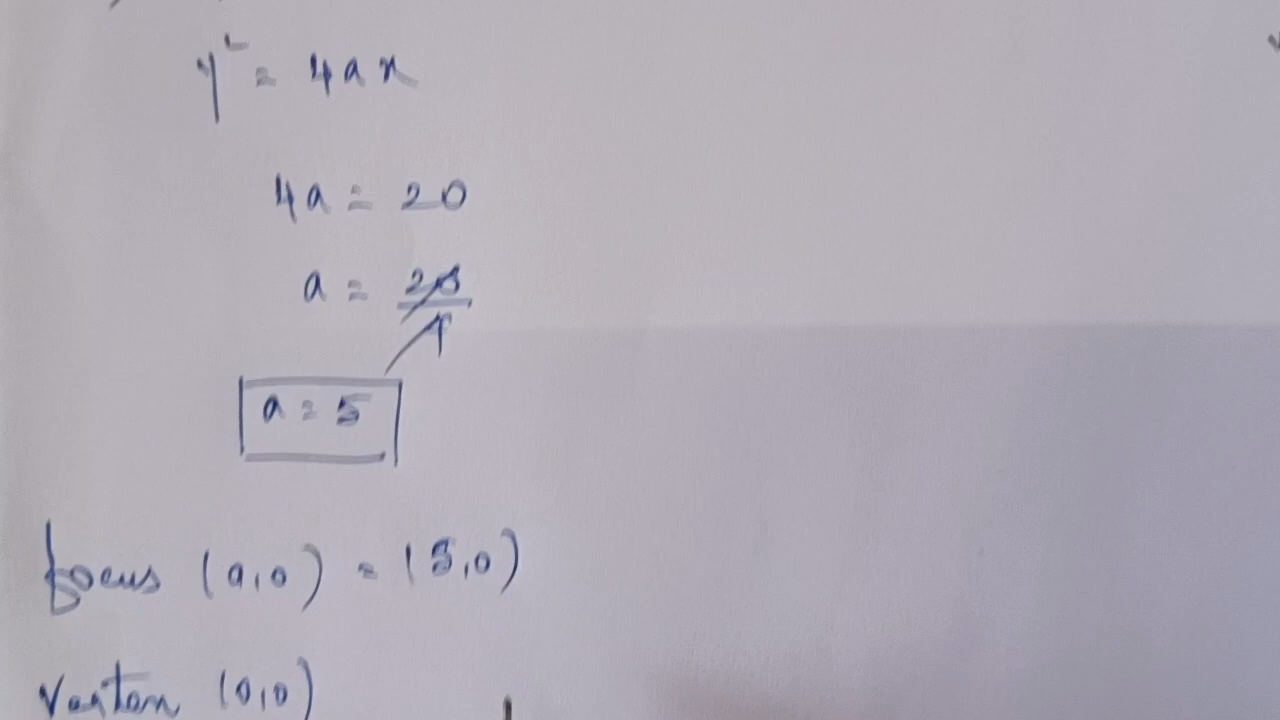 y² = 4ax
4a = 20
a = 20/4
a = 5
focus (a,0) = (5,0)
Vertex (0,0)